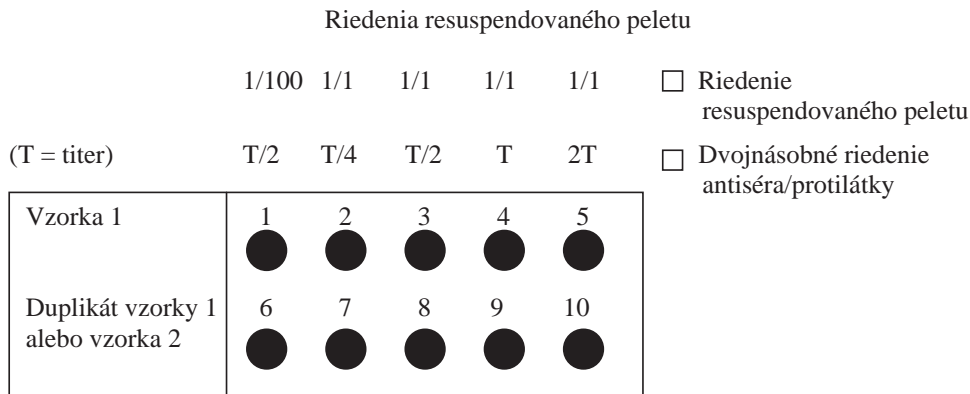 Riedenia resuspendovaného peletu
1/100 1/1 1/1 1/1 1/1 Riedenie
resuspendovaného peletu
(T = titer) T/2 T/4 T/2 T 2T Dvojnásobné riedenie
antiséra/protilátky
Vzorka 1 1 2 3 4 5
Duplikát vzorky 1 6 7 8 9 10
alebo vzorka 2